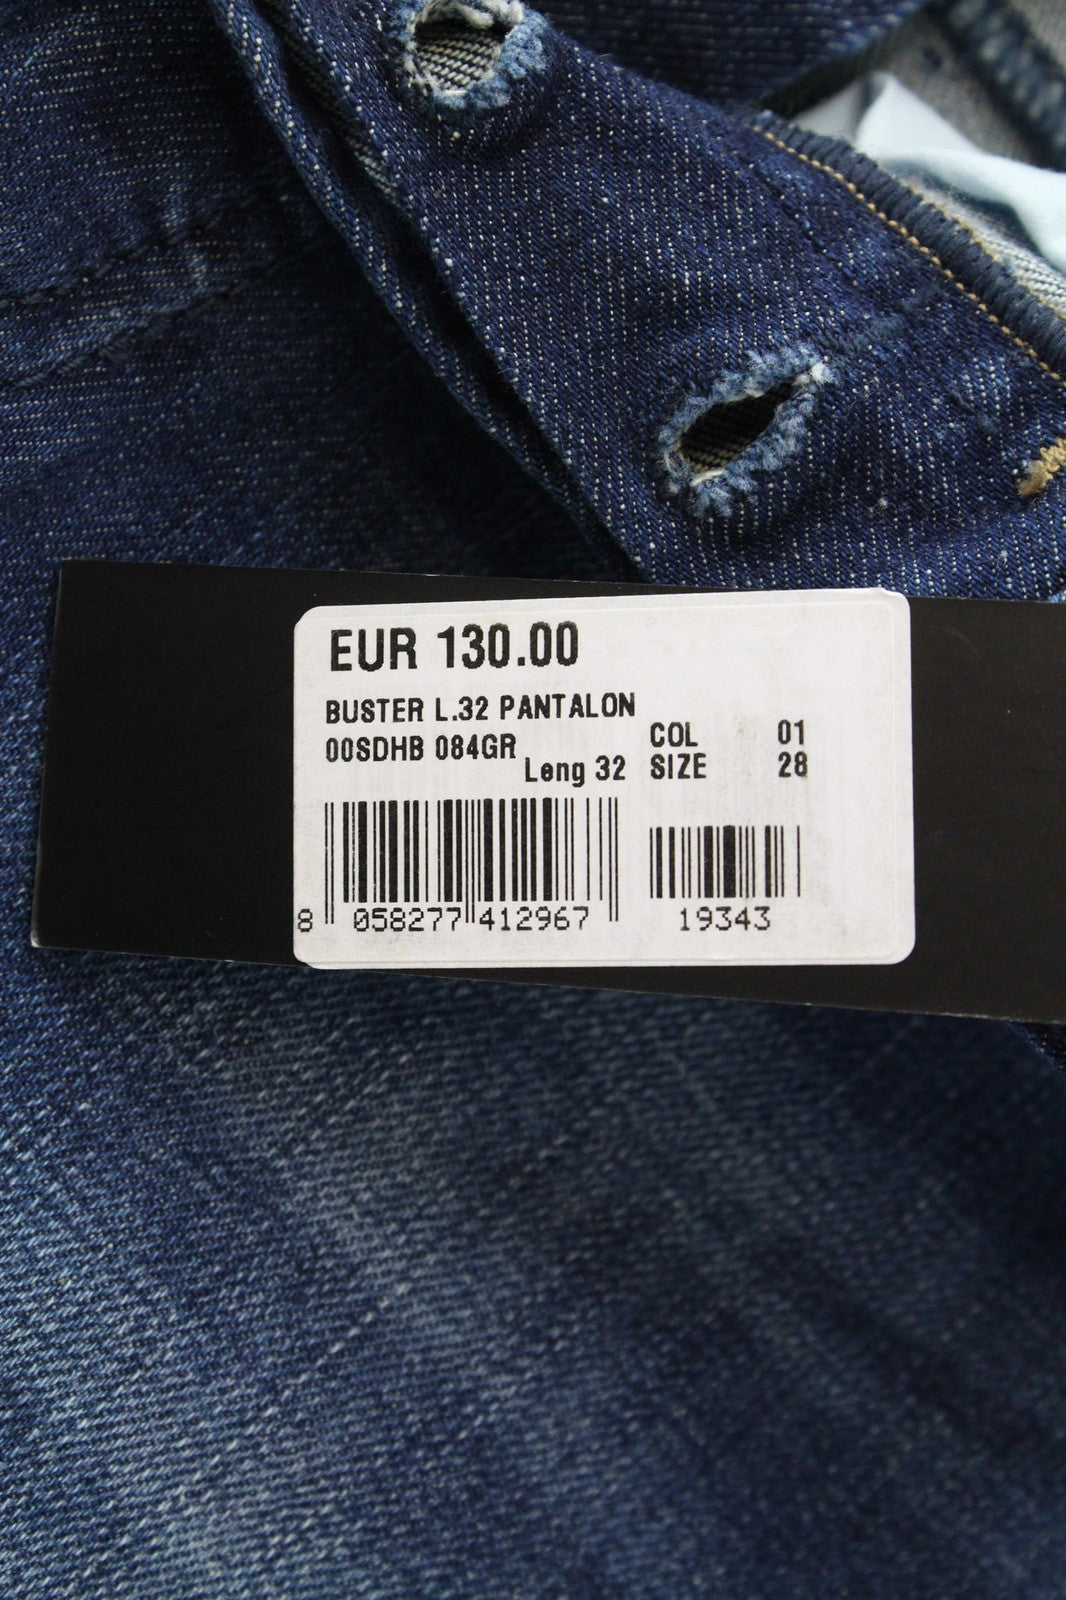 EUR 130.00
BUSTER L.32 PANTALON
00SDHB 084GR
COL 01
Leng 32 SIZE 28
8 058277 412967
19343